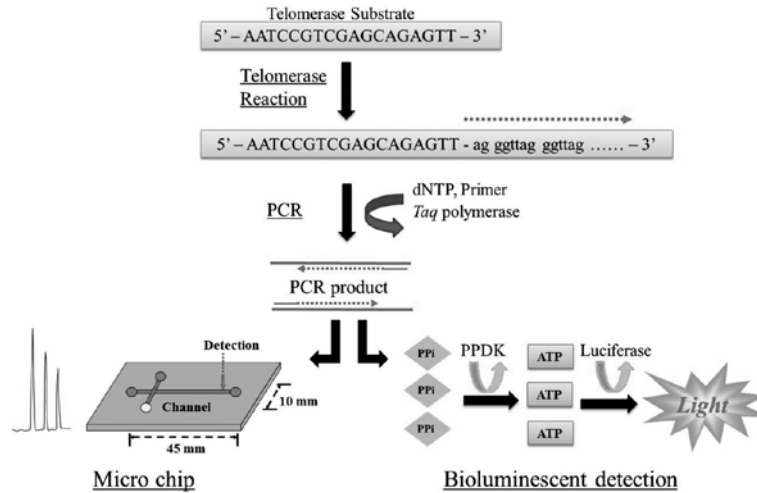 Telomerase Substrate
5’ – AATCCGTCGAGCAGAGTT – 3’
Telomerase
Reaction
5’ – AATCCGTCGAGCAGAGTT - ag ggttag ggttag …… – 3’
PCR
dNTP, Primer
Taq polymerase
PCR product
Detection
Channel
10 mm
45 mm
Micro chip
PPi
PPDK
ATP
Luciferase
PPi
ATP
Light
PPi
ATP
Bioluminescent detection